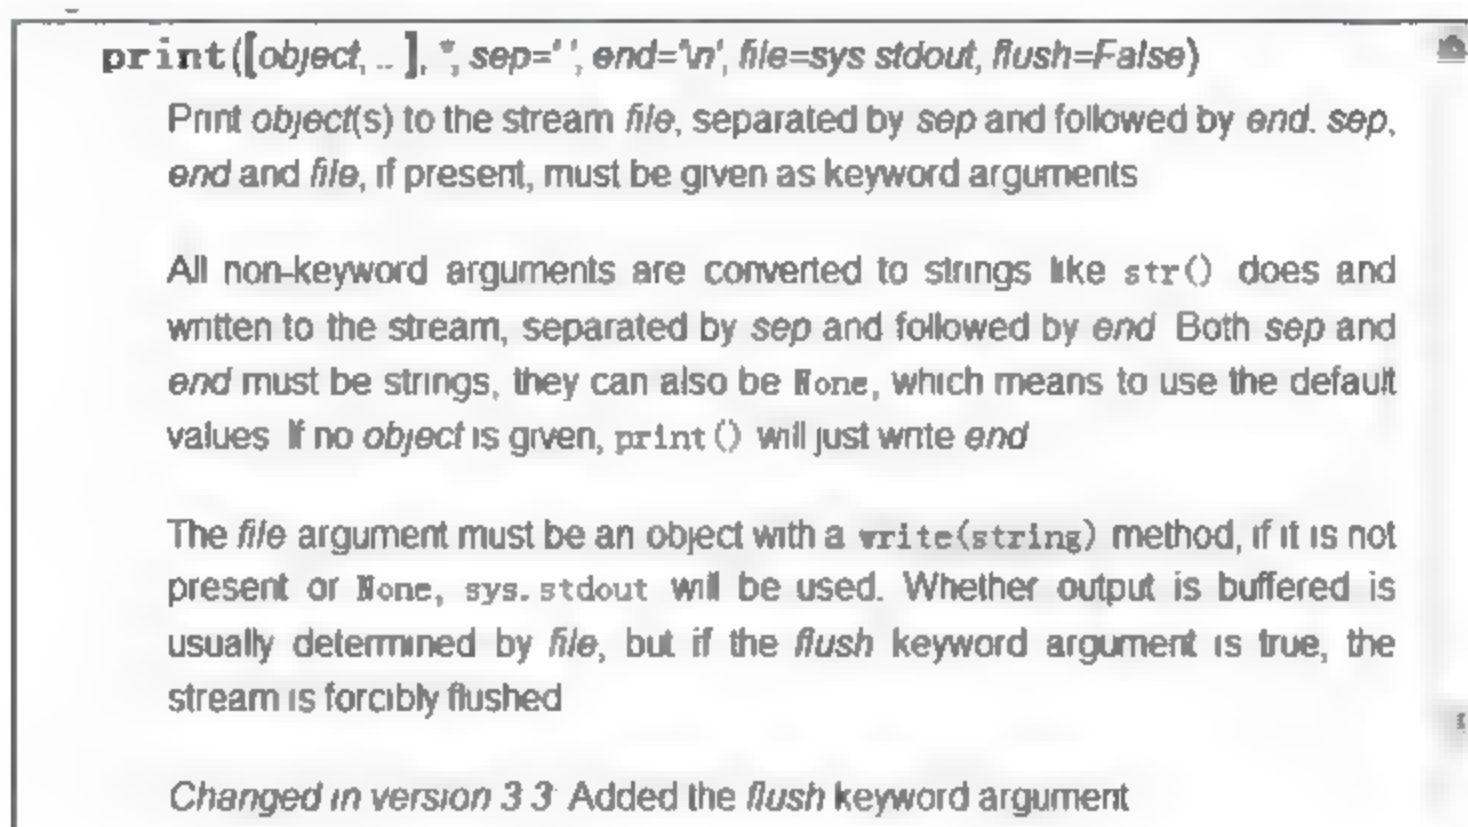 print([object, ...], *, sep=' ', end='\n', file=sys.stdout, flush=False)
Print object(s) to the stream file, separated by sep and followed by end. sep,
end and file, if present, must be given as keyword arguments.
All non-keyword arguments are converted to strings like str() does and
written to the stream, separated by sep and followed by end. Both sep and
end must be strings; they can also be None, which means to use the default
values. If no object is given, print() will just write end.
The file argument must be an object with a write(string) method; if it is not
present or None, sys.stdout will be used. Whether output is buffered is
usually determined by file, but if the flush keyword argument is true, the
stream is forcibly flushed.
Changed in version 3.3: Added the flush keyword argument.